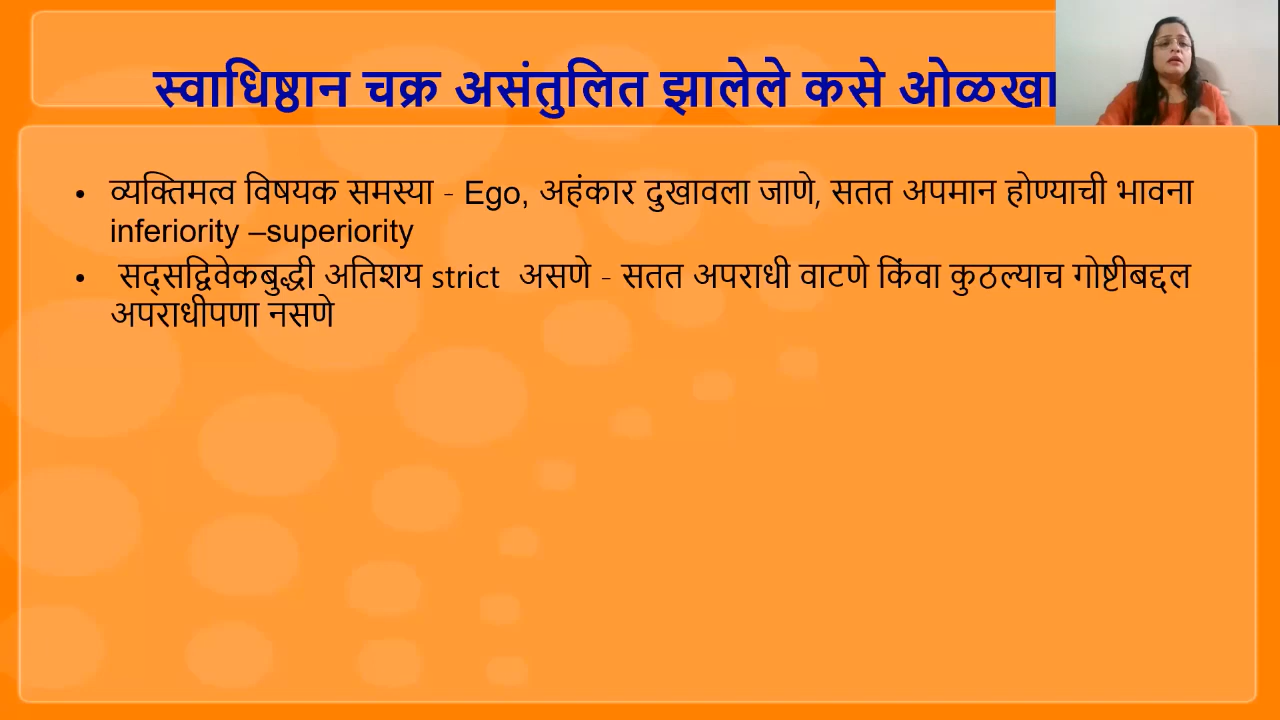 स्वाधिष्ठान चक्र असंतुलित झालेले कसे ओळखा
• व्यक्तिमत्व विषयक समस्या - Ego, अहंकार दुखावला जाणे, सतत अपमान होण्याची भावना
inferiority –superiority
• सद्सद्विवेकबुद्धी अतिशय strict असणे - सतत अपराधी वाटणे किंवा कुठल्याच गोष्टीबद्दल
अपराधीपणा नसणे